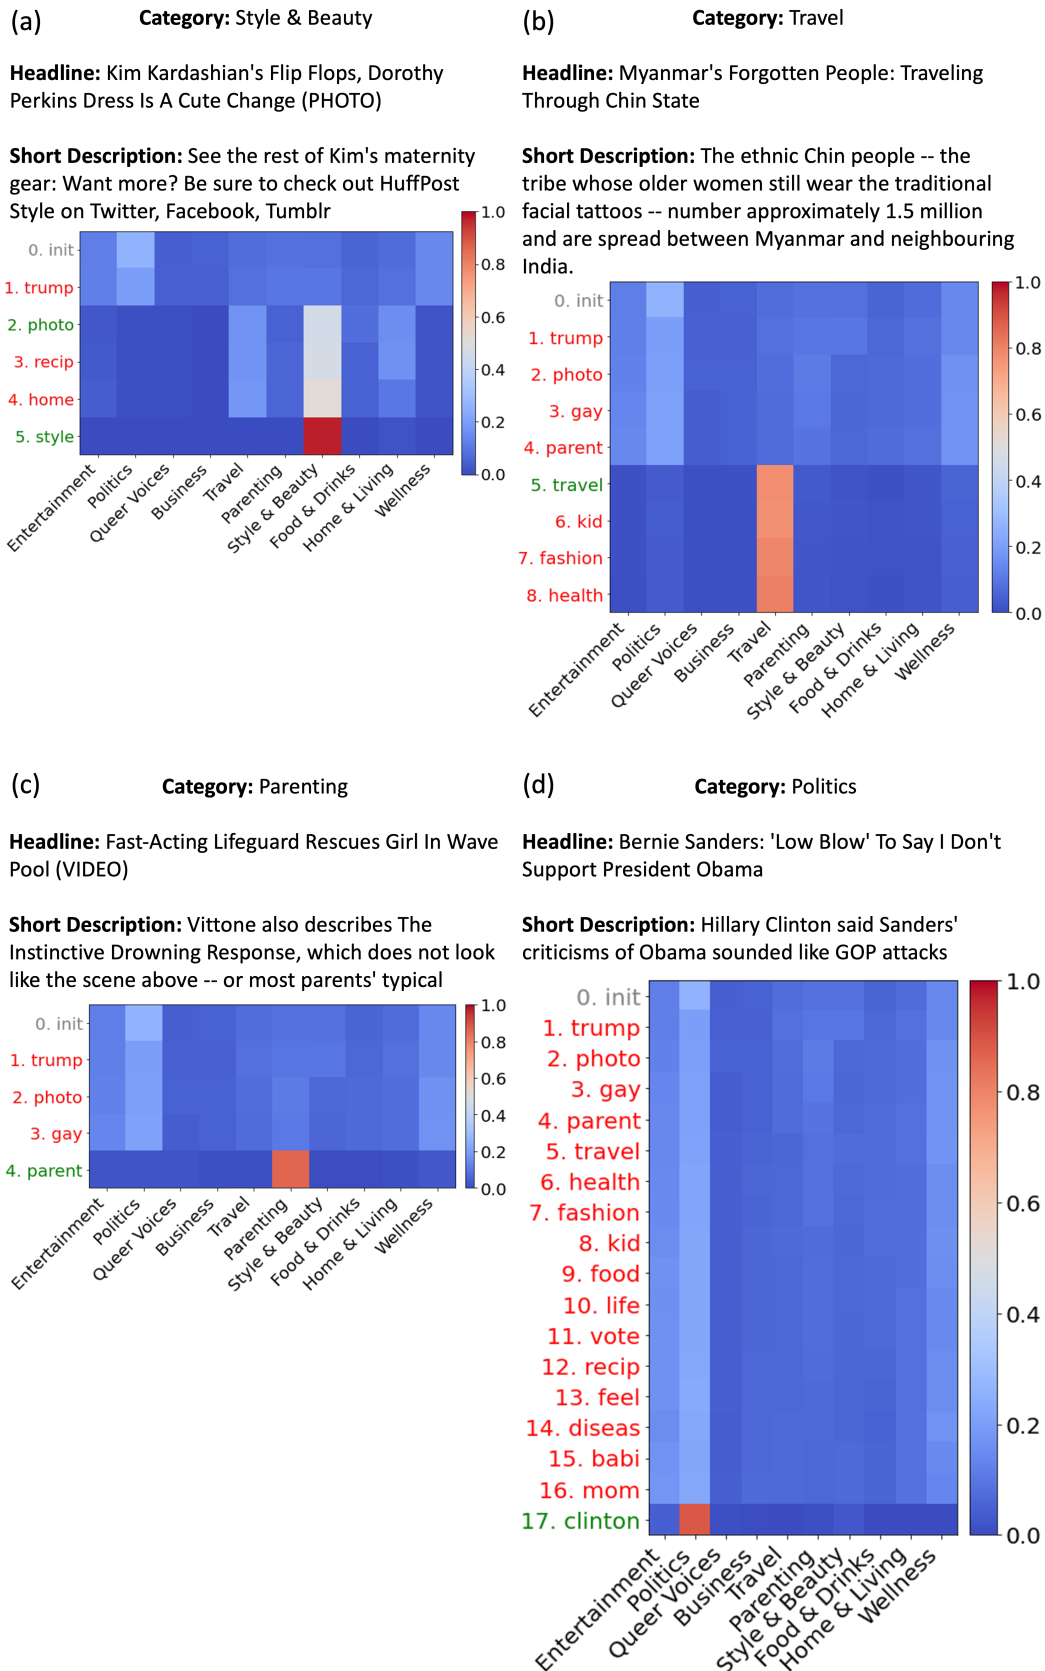 (a)
Category: Style & Beauty
Headline: Kim Kardashian's Flip Flops, Dorothy
Perkins Dress Is A Cute Change (PHOTO)
Short Description: See the rest of Kim's maternity
gear: Want more? Be sure to check out HuffPost
Style on Twitter, Facebook, Tumblr
0. init
1. trump
2. photo
3. recip
4. home
5. style
1.0
0.8
0.6
0.4
0.2
0.0
Entertainment
Politics
Queer Voices
Business
Travel
Parenting
Style & Beauty
Food & Drinks
Home & Living
Wellness
(b)
Category: Travel
Headline: Myanmar's Forgotten People: Traveling
Through Chin State
Short Description: The ethnic Chin people -- the
tribe whose older women still wear the traditional
facial tattoos -- number approximately 1.5 million
and are spread between Myanmar and neighbouring
India.
0. init
1. trump
2. photo
3. gay
4. parent
5. travel
6. kid
7. fashion
8. health
1.0
0.8
0.6
0.4
0.2
0.0
Entertainment
Politics
Queer Voices
Business
Travel
Parenting
Style & Beauty
Food & Drinks
Home & Living
Wellness
(c)
Category: Parenting
Headline: Fast-Acting Lifeguard Rescues Girl In Wave
Pool (VIDEO)
Short Description: Vittone also describes The
Instinctive Drowning Response, which does not look
like the scene above -- or most parents' typical
0. init
1. trump
2. photo
3. gay
4. parent
1.0
0.8
0.6
0.4
0.2
0.0
Entertainment
Politics
Queer Voices
Business
Travel
Parenting
Style & Beauty
Food & Drinks
Home & Living
Wellness
(d)
Category: Politics
Headline: Bernie Sanders: 'Low Blow' To Say I Don't
Support President Obama
Short Description: Hillary Clinton said Sanders'
criticisms of Obama sounded like GOP attacks
0. init
1. trump
2. photo
3. gay
4. parent
5. travel
6. health
7. fashion
8. kid
9. food
10. life
11. vote
12. recip
13. feel
14. diseas
15. babi
16. mom
17. clinton
1.0
0.8
0.6
0.4
0.2
0.0
Entertainment
Politics
Queer Voices
Business
Travel
Parenting
Style & Beauty
Food & Drinks
Home & Living
Wellness